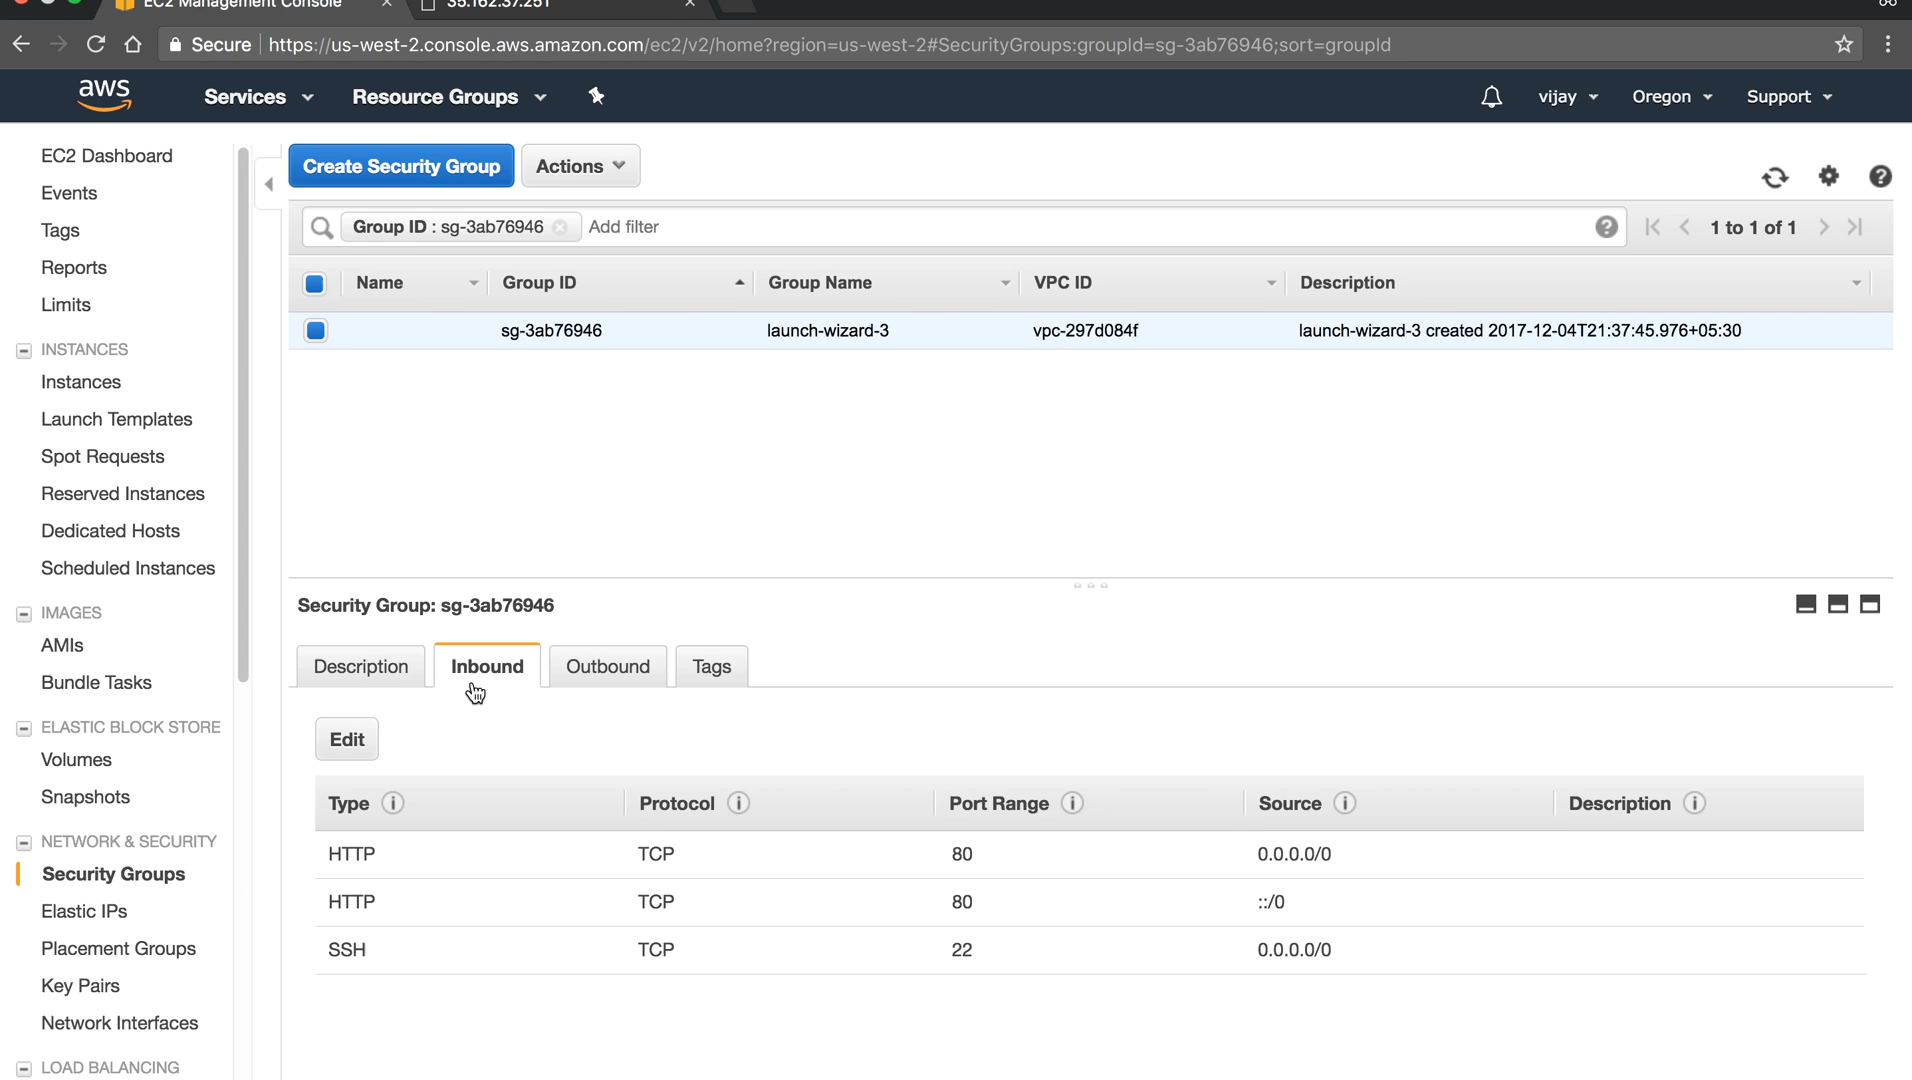 EC2 Management Console
35.162.37.251
Secure https://us-west-2.console.aws.amazon.com/ec2/v2/home?region=us-west-2#SecurityGroups:groupId=sg-3ab76946;sort=groupId
aws Services Resource Groups vijay Oregon Support
EC2 Dashboard
Events
Tags
Reports
Limits
INSTANCES
Instances
Launch Templates
Spot Requests
Reserved Instances
Dedicated Hosts
Scheduled Instances
IMAGES
AMIs
Bundle Tasks
ELASTIC BLOCK STORE
Volumes
Snapshots
NETWORK & SECURITY
Security Groups
Elastic IPs
Placement Groups
Key Pairs
Network Interfaces
LOAD BALANCING
Create Security Group Actions
Group ID : sg-3ab76946 Add filter 1 to 1 of 1
Name Group ID Group Name VPC ID Description
sg-3ab76946 launch-wizard-3 vpc-297d084f launch-wizard-3 created 2017-12-04T21:37:45.976+05:30
Security Group: sg-3ab76946
Description Inbound Outbound Tags
Edit
Type Protocol Port Range Source Description
HTTP TCP 80 0.0.0.0/0
HTTP TCP 80 ::/0
SSH TCP 22 0.0.0.0/0